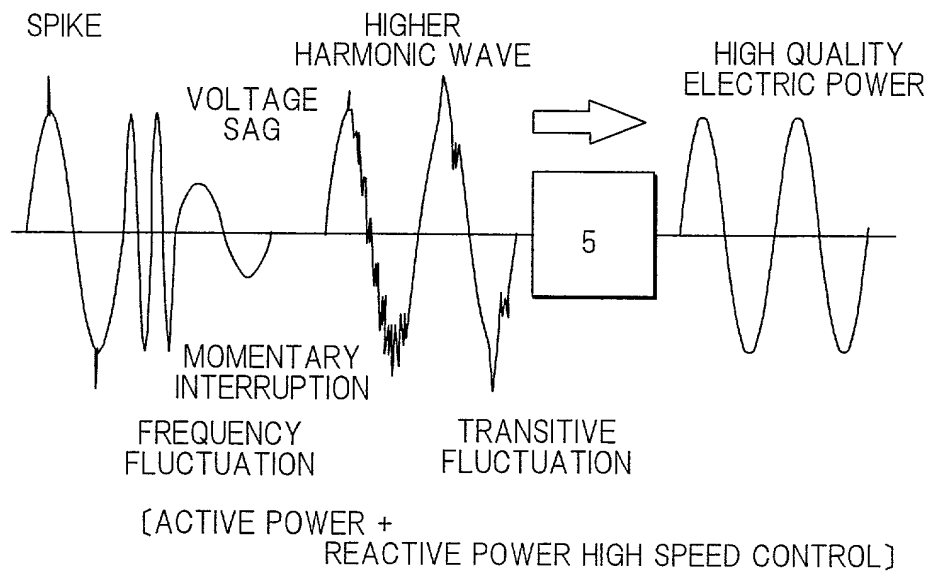 SPIKE
HIGHER
HARMONIC WAVE
VOLTAGE
SAG
HIGH QUALITY
ELECTRIC POWER
5
MOMENTARY
INTERRUPTION
FREQUENCY
FLUCTUATION
TRANSITIVE
FLUCTUATION
〔ACTIVE POWER +
REACTIVE POWER HIGH SPEED CONTROL〕